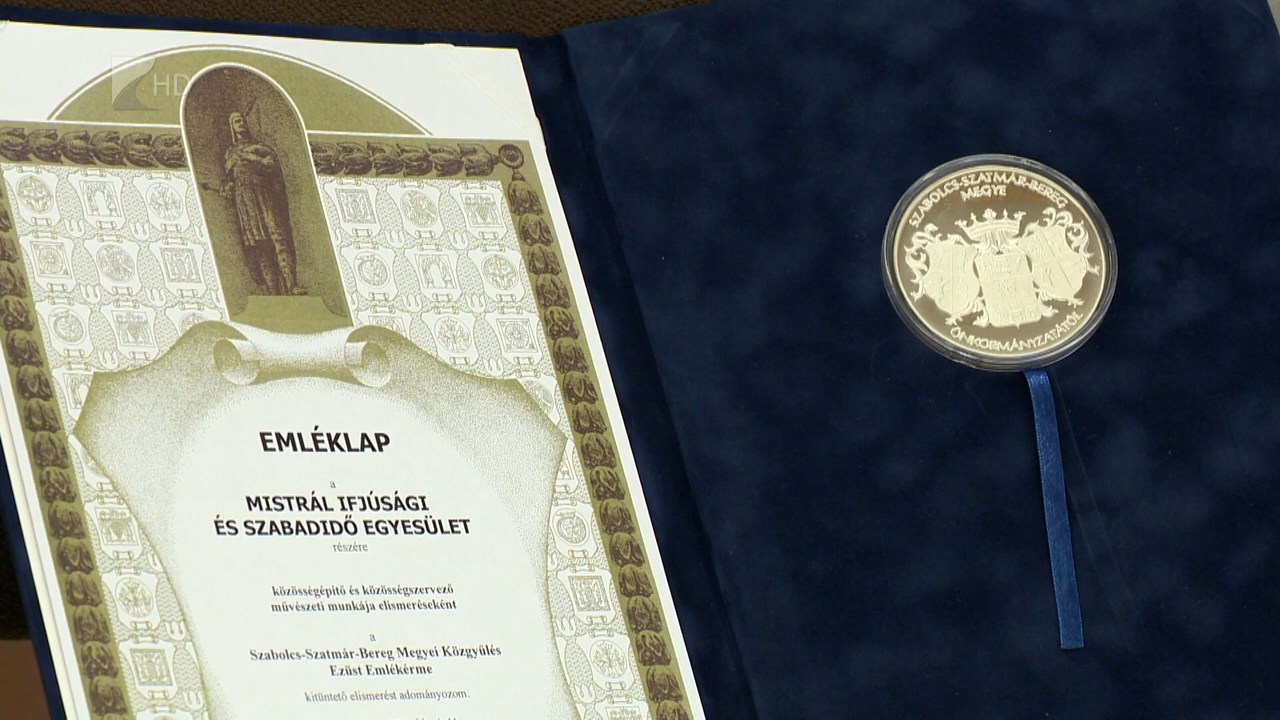 HD
EMLÉKLAP
a
MISTRÁL IFJÚSÁGI
ÉS SZABADIDŐ EGYESÜLET
részére
közösségépítő és közösségszervező
művészeti munkája elismeréseként
a
Szabolcs-Szatmár-Bereg Megyei Közgyűlés
Ezüst Emlékérme
kitüntető elismerést adományozom.
SZABOLCS-SZATMÁR-BEREG
MEGYE
ÖNKORMÁNYZATÁTÓL